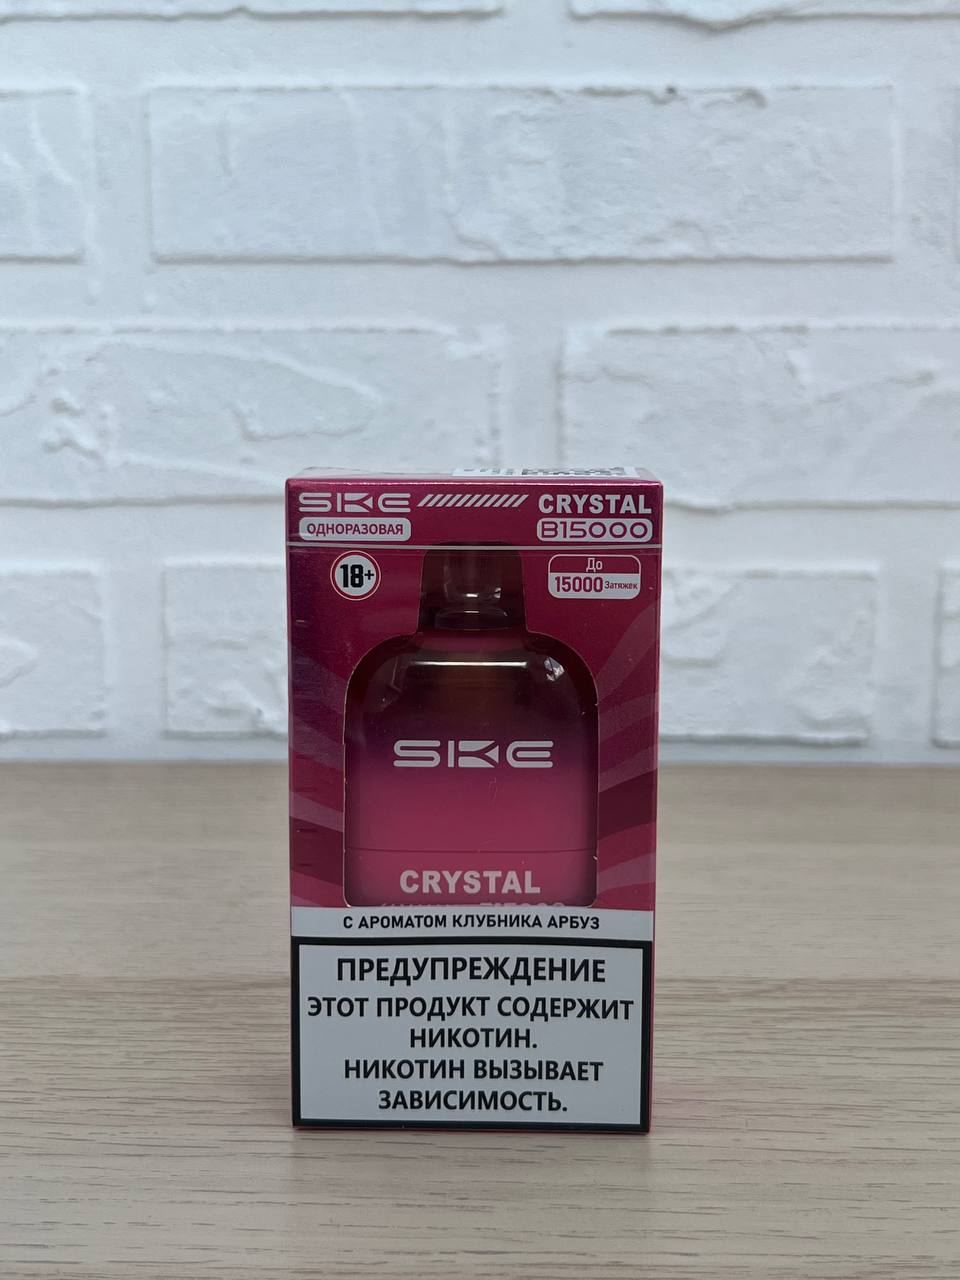 SKE CRYSTAL
ОДНОРАЗОВАЯ B15000
18+ До
15000 Затяжек
SKE
CRYSTAL
С АРОМАТОМ КЛУБНИКА АРБУЗ
ПРЕДУПРЕЖДЕНИЕ
ЭТОТ ПРОДУКТ СОДЕРЖИТ
НИКОТИН.
НИКОТИН ВЫЗЫВАЕТ
ЗАВИСИМОСТЬ.